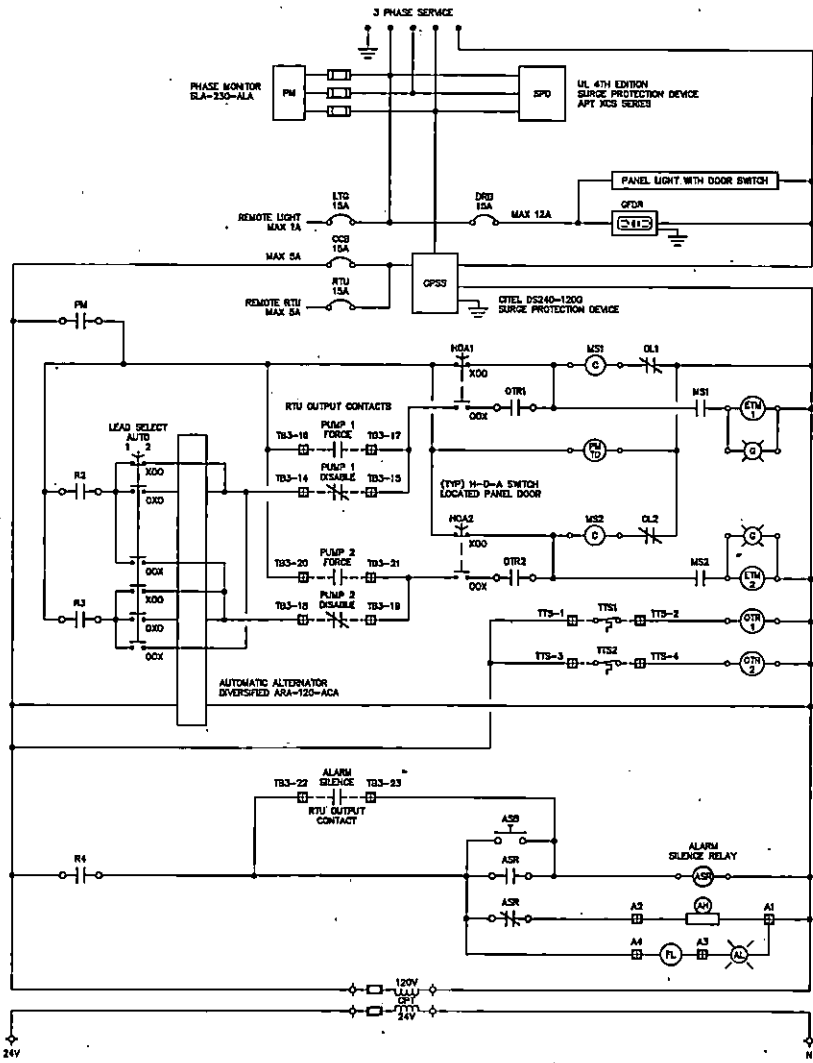 3 PHASE SERVICE
PHASE MONITOR
SLA-230-ALA
PM
SPD
UL 4TH EDITION
SURGE PROTECTION DEVICE
APT XCS SERIES
PANEL LIGHT WITH DOOR SWITCH
LTG
15A
DRB
15A
MAX 12A
GFDR
REMOTE LIGHT
MAX 1A
CCB
15A
MAX 5A
RTU
15A
REMOTE RTU
MAX 5A
CPSS
CITEL DS240-120G
SURGE PROTECTION DEVICE
PM
HOA1
XOO
MS1
C
OL1
RTU OUTPUT CONTACTS
OTR1
OOX
MS1
ETM
1
G
LEAD SELECT
AUTO
1 2
TB3-16
PUMP 1
FORCE
TB3-17
PM
TD
XOO
R2
OXO
TB3-14
PUMP 1
DISABLE
TB3-15
(TYP) H-O-A SWITCH
LOCATED PANEL DOOR
HOA2
XOO
MS2
C
OL2
G
OOX
TB3-20
PUMP 2
FORCE
TB3-21
OTR2
OOX
MS2
ETM
2
XOO
R3
OXO
TB3-18
PUMP 2
DISABLE
TB3-19
TTS-1
TTS1
TTS-2
OTR
1
OOX
TTS-3
TTS2
TTS-4
OTR
2
AUTOMATIC ALTERNATOR
DIVERSIFIED ARA-120-ACA
TB3-22
ALARM
SILENCE
TB3-23
RTU OUTPUT
CONTACT
ASB
R4
ASR
ALARM
SILENCE RELAY
ASR
ASR
A2
AH
A1
A4
FL
A3
AL
120V
CPT
24V
24V
N